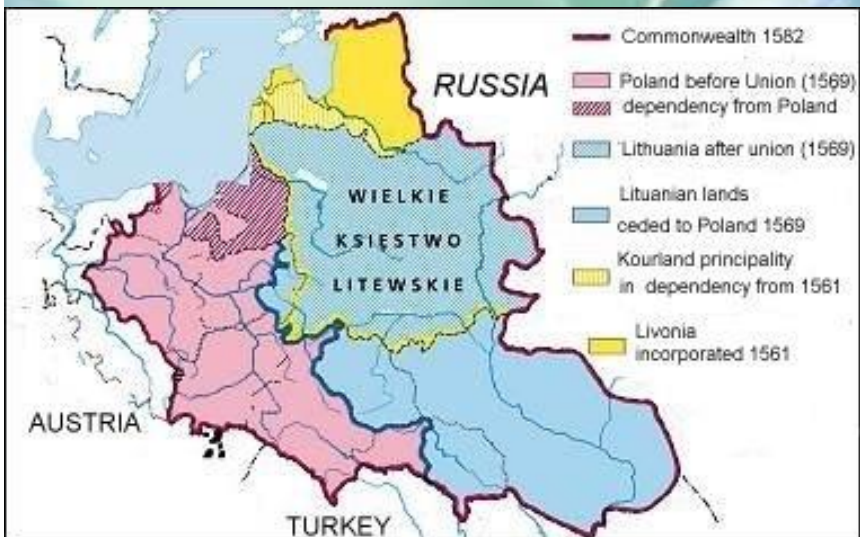 Commonwealth 1582
RUSSIA
Poland before Union (1569)
dependency from Poland
Lithuania after union (1569)
WIELKIE
KSIĘSTWO
LITEWSKIE
Lituanian lands
ceded to Poland 1569
Kourland principality
in dependency from 1561
Livonia
incorporated 1561
AUSTRIA
TURKEY